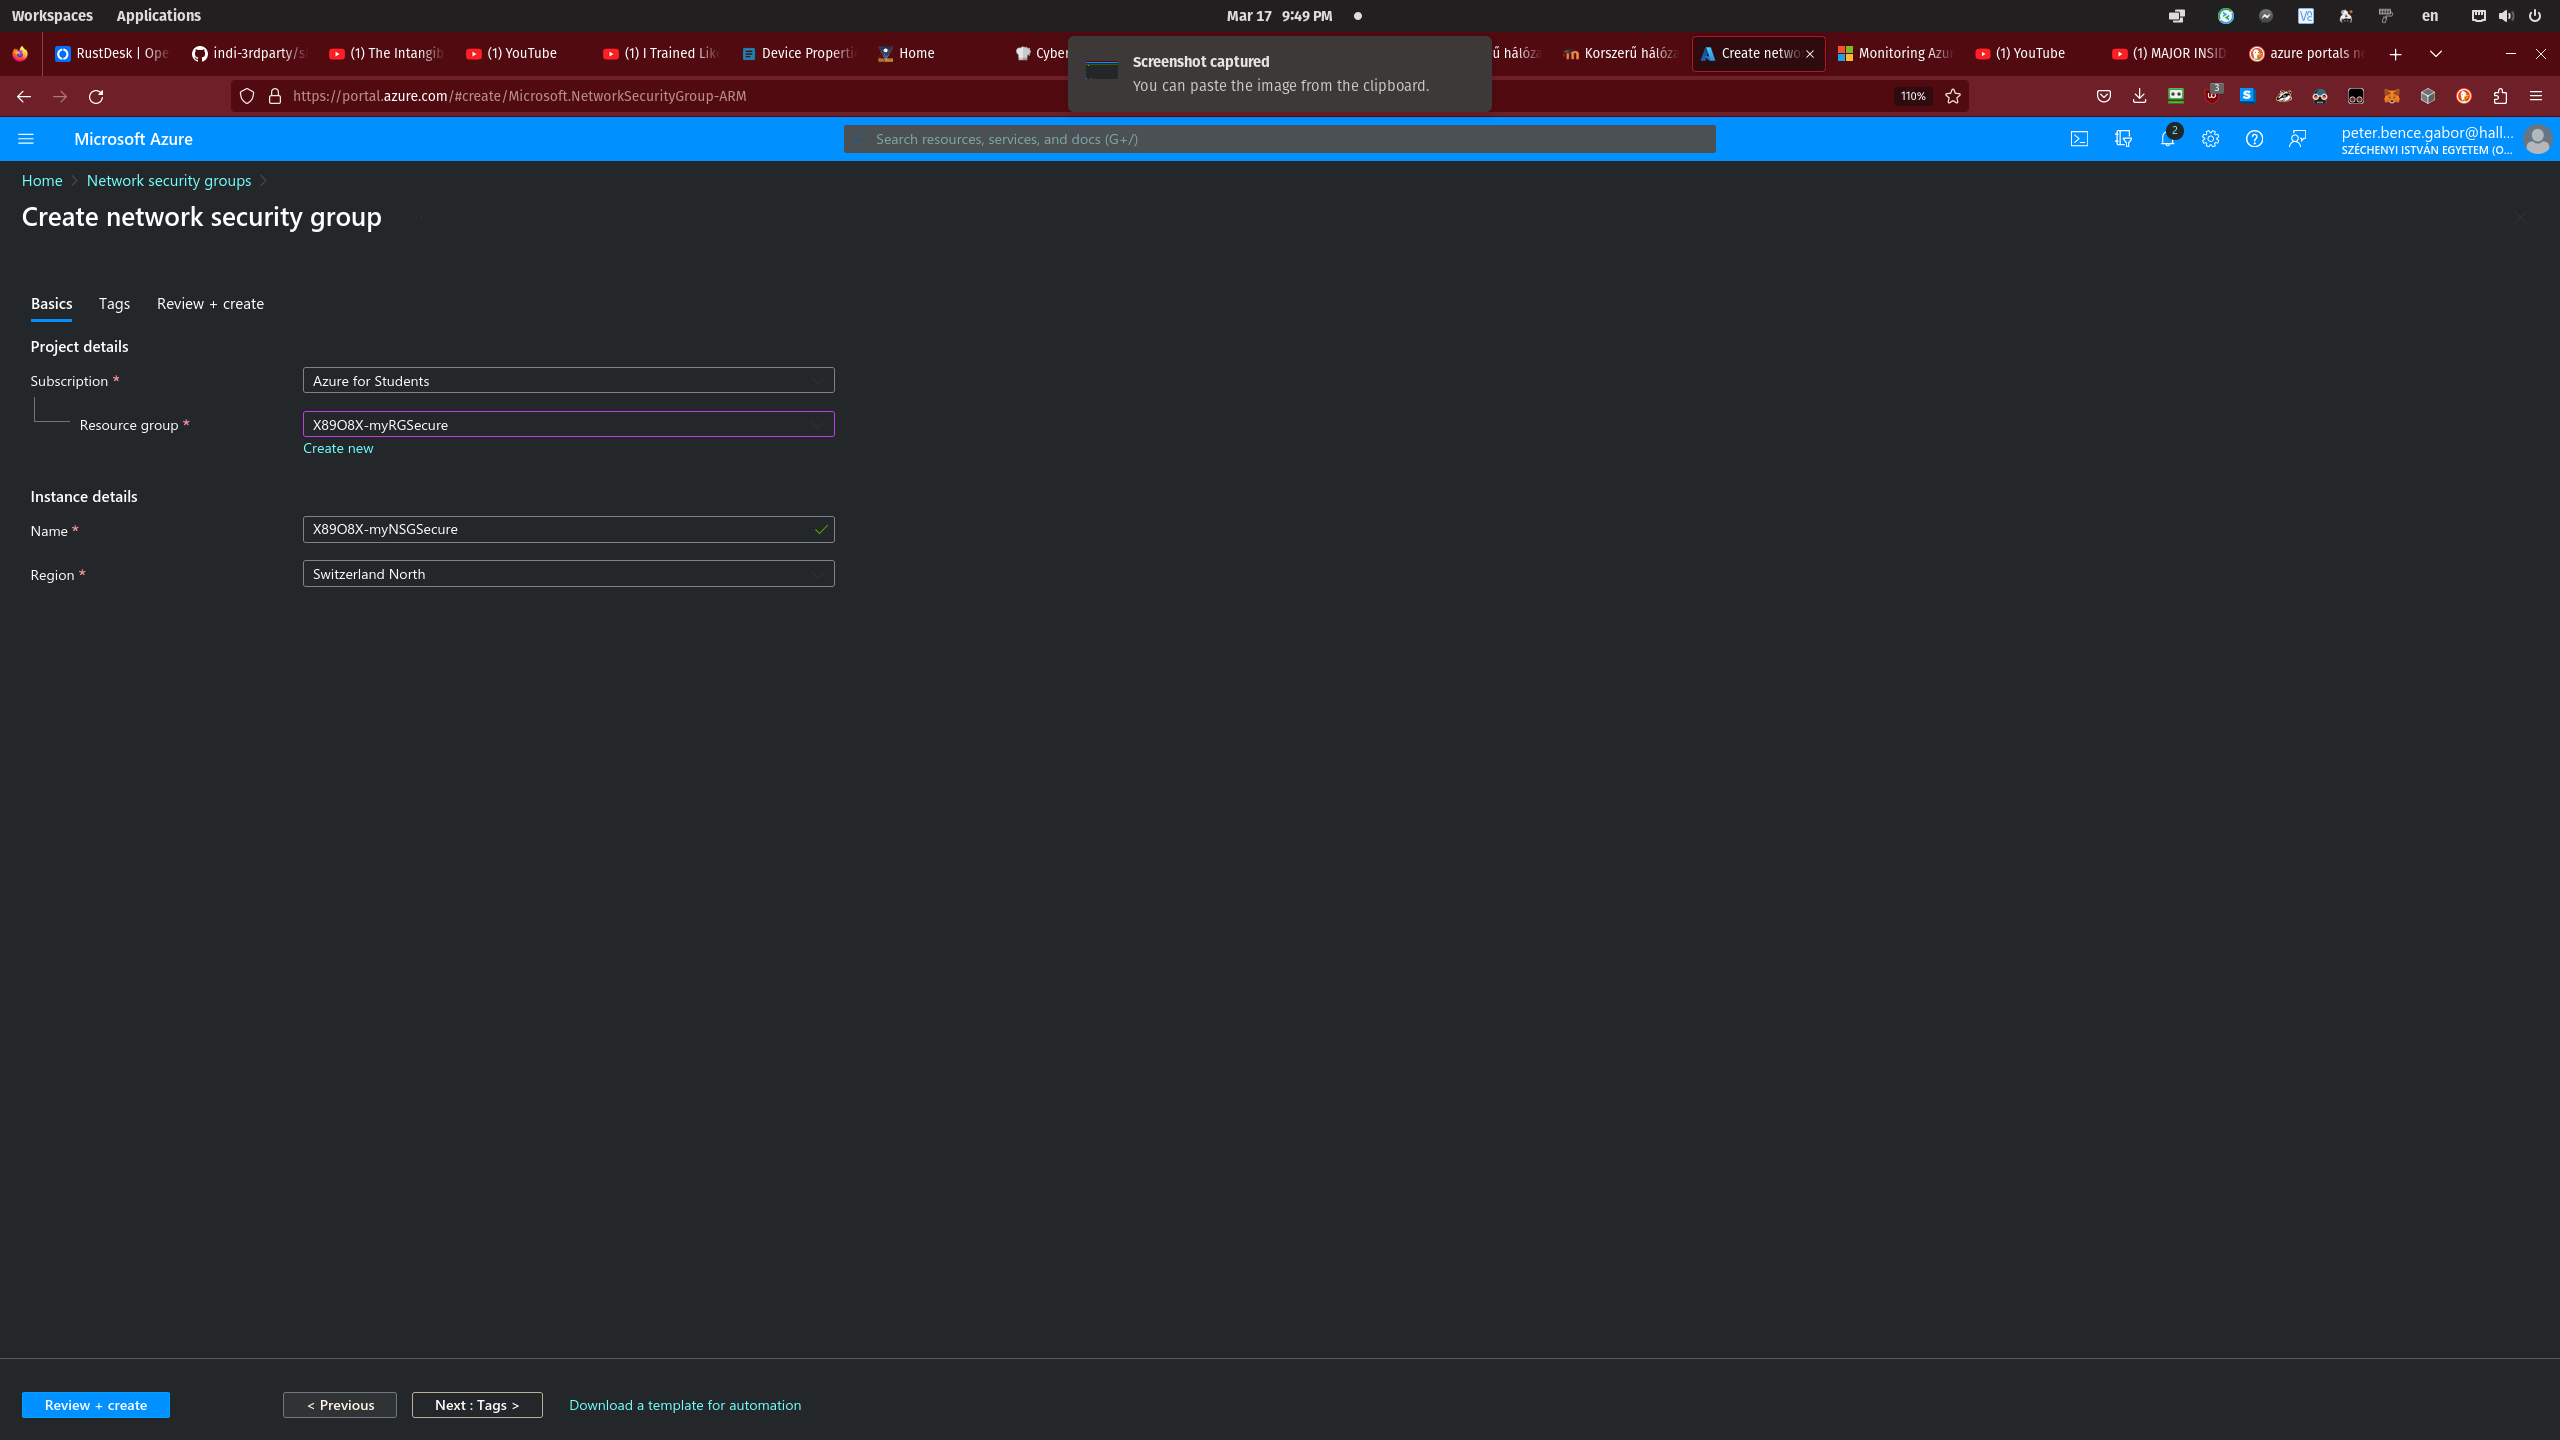 Workspaces Applications Mar 17 9:49 PM en
RustDesk | Ope indi-3rdparty/s (1) The Intangib (1) YouTube (1) I Trained Lik Device Properti Home Cyber ű hálóza Korszerű hálóza Create netwo Monitoring Azur (1) YouTube (1) MAJOR INSID azure portals n
Screenshot captured
You can paste the image from the clipboard.
https://portal.azure.com/#create/Microsoft.NetworkSecurityGroup-ARM 110% 3
Microsoft Azure Search resources, services, and docs (G+/) 2 peter.bence.gabor@hall...
SZÉCHENYI ISTVÁN EGYETEM (O...
Home Network security groups
Create network security group
Basics Tags Review + create
Project details
Subscription * Azure for Students
Resource group * X89O8X-myRGSecure
Create new
Instance details
Name * X89O8X-myNSGSecure
Region * Switzerland North
Review + create < Previous Next : Tags > Download a template for automation